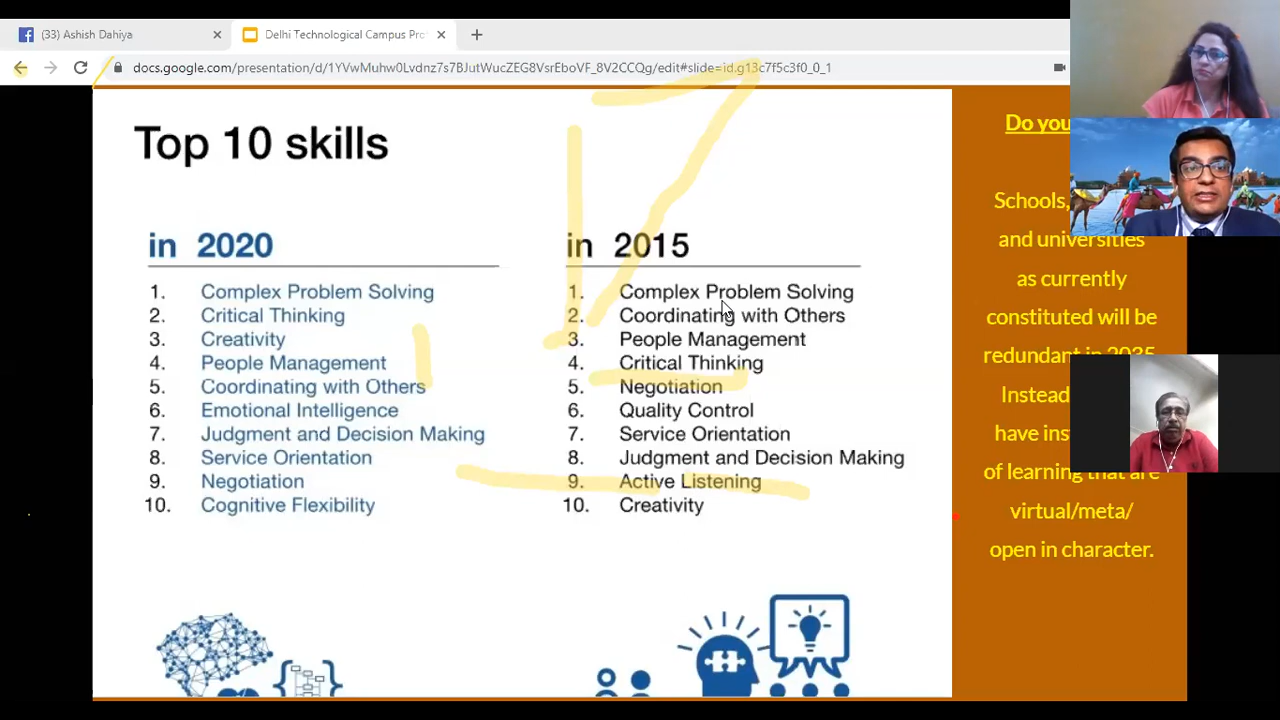 (33) Ashish Dahiya
Delhi Technological Campus Pro
docs.google.com/presentation/d/1YVwMuhw0Lvdnz7s7BJutWucZEG8VsrEboVF_8V2CCQg/edit#slide=id.g13c7f5c3f0_0_1
Top 10 skills
in 2020
1. Complex Problem Solving
2. Critical Thinking
3. Creativity
4. People Management
5. Coordinating with Others
6. Emotional Intelligence
7. Judgment and Decision Making
8. Service Orientation
9. Negotiation
10. Cognitive Flexibility
in 2015
1. Complex Problem Solving
2. Coordinating with Others
3. People Management
4. Critical Thinking
5. Negotiation
6. Quality Control
7. Service Orientation
8. Judgment and Decision Making
9. Active Listening
10. Creativity
Do you
Schools,
and universities
as currently
constituted will be
redundant in 2035
Instead
have ins
of learning that are
virtual/meta/
open in character.